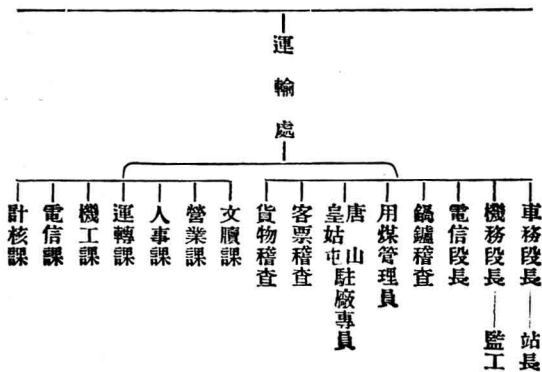 運輸處
車務段長——站長
機務段長——監工
電信段長
鍋鑪稽查
用煤管理員
唐山皇姑屯駐廠專員
客票稽查
貨物稽查
文牘課
營業課
人事課
運轉課
機工課
電信課
計核課